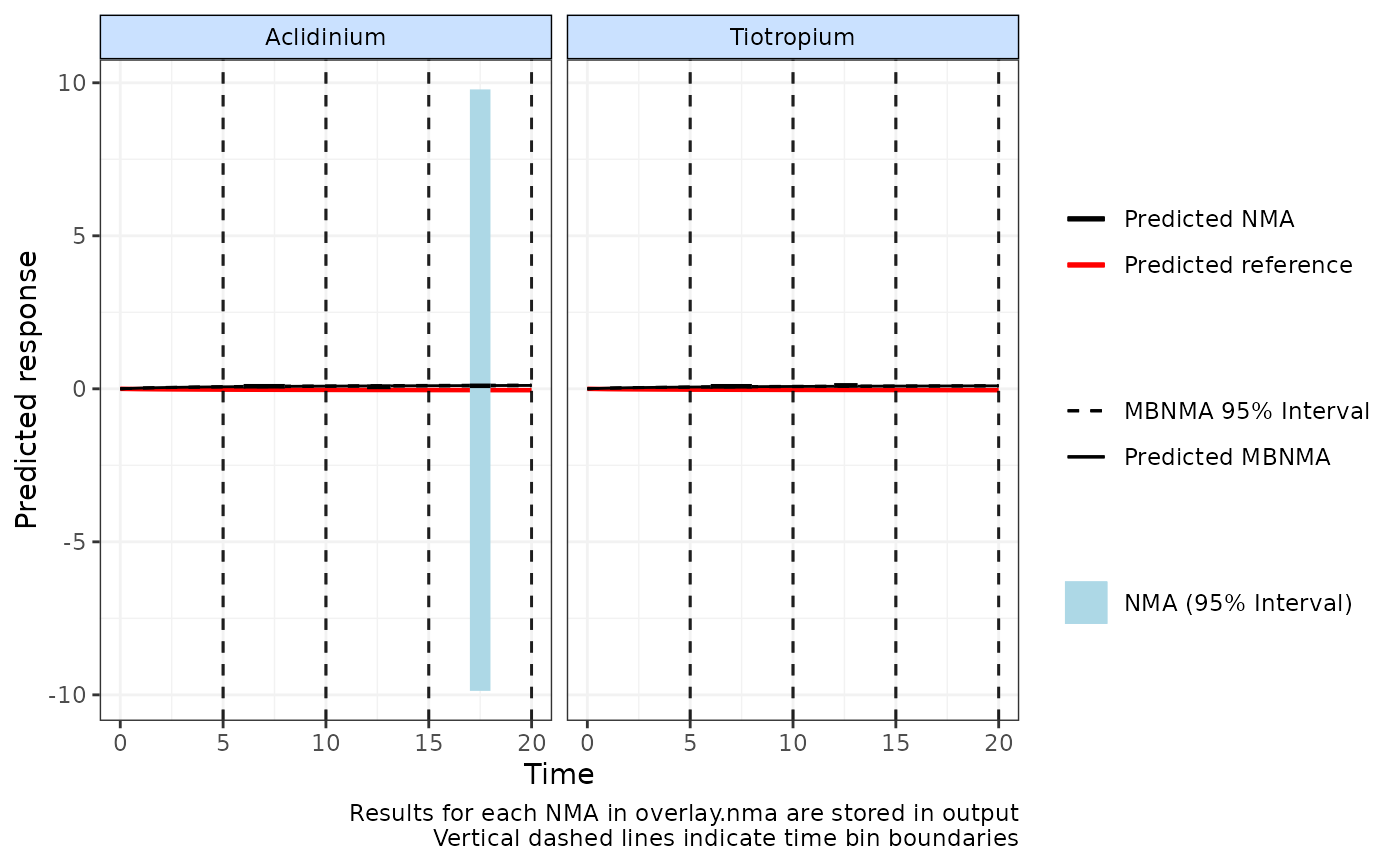 Aclidinium
Tiotropium
Predicted response
10
5
0
-5
-10
0 5 10 15 20
0 5 10 15 20
Time
Predicted NMA
Predicted reference
MBNMA 95% Interval
Predicted MBNMA
NMA (95% Interval)
Results for each NMA in overlay.nma are stored in output
Vertical dashed lines indicate time bin boundaries